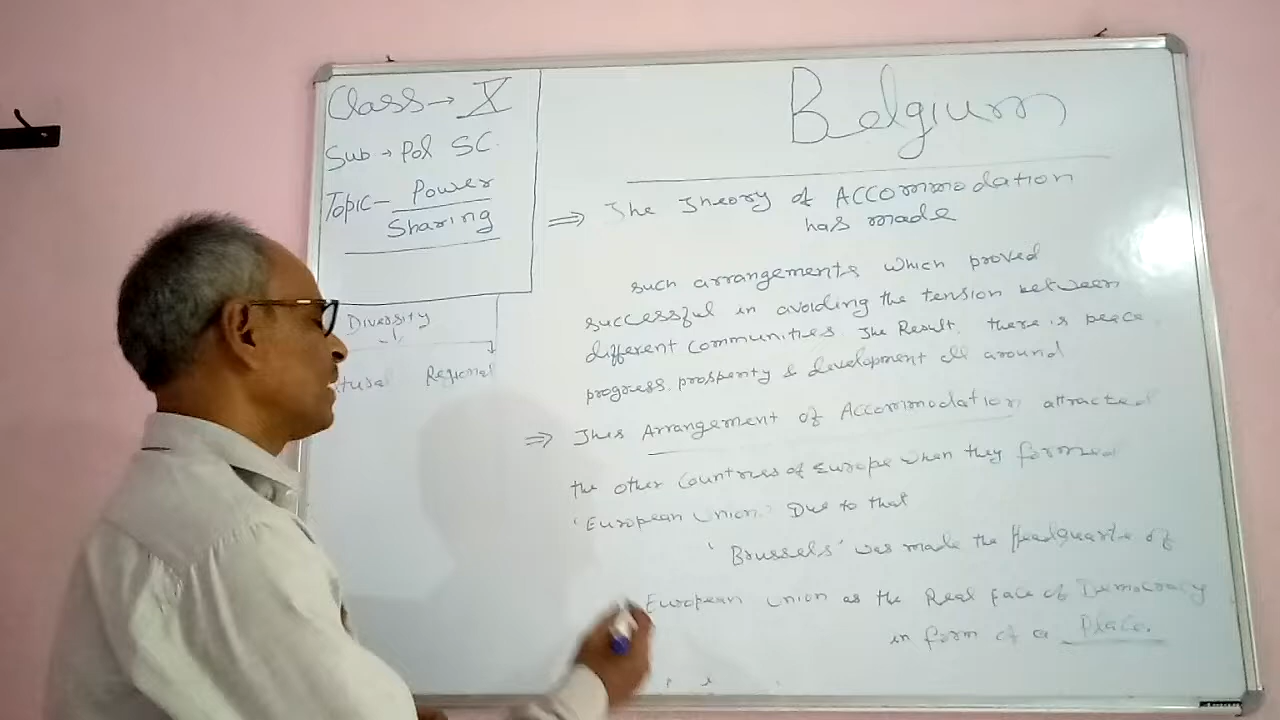 Class → X
Sub → Pol SC.
Topic - Power
Sharing
Diversity
Regional
Belgium
⇒ The Theory of Accommodation
has made
such arrangements which proved
successful in avoiding the tension between
different Communities. The Result, there is peace
progress, prosperity & development all around
⇒ This Arrangement of Accommodation attracted
the other Countries of Europe when they formed
'European Union' Due to that
'Brussels' was made the Headquarte of
European Union as the Real face of Democracy
in form of a Place.